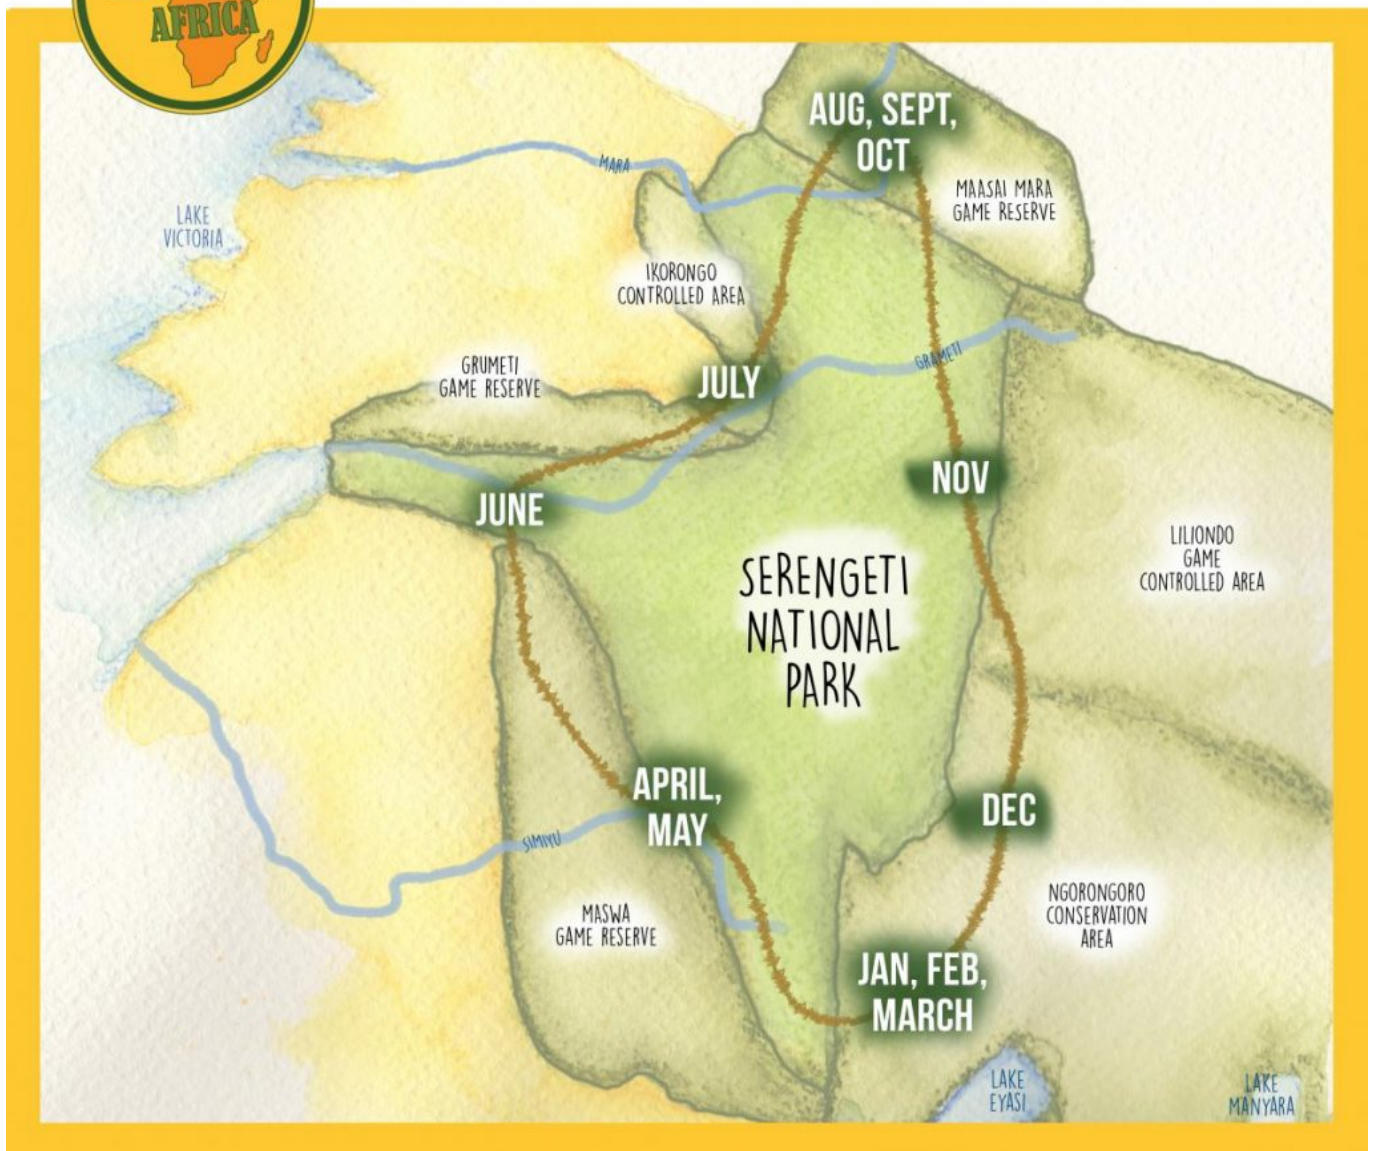 AFRICA
AUG, SEPT,
OCT
MARA
MAASAI MARA
GAME RESERVE
LAKE
VICTORIA
IKORONGO
CONTROLLED AREA
GRAMETI
GRUMETI
GAME RESERVE
JULY
NOV
JUNE
LILIONDO
GAME
CONTROLLED AREA
SERENGETI
NATIONAL
PARK
APRIL,
MAY
DEC
SIMIYU
MASWA
GAME RESERVE
NGORONGORO
CONSERVATION
AREA
JAN, FEB,
MARCH
LAKE
EYASI
LAKE
MANYARA